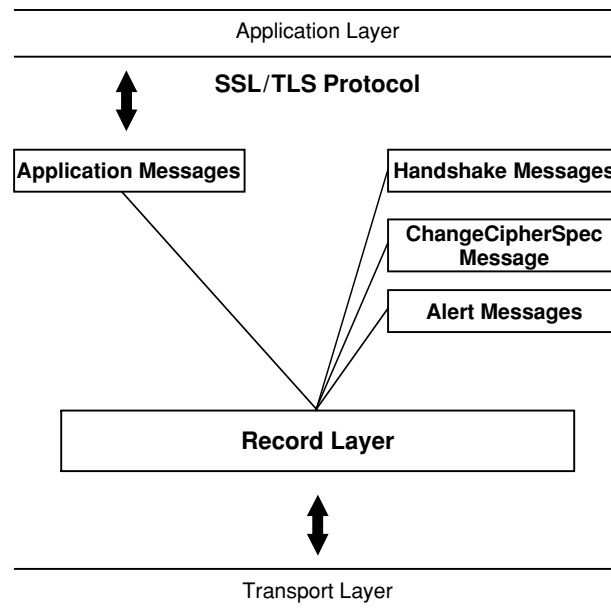 Application Layer
SSL/TLS Protocol
Application Messages
Handshake Messages
ChangeCipherSpec
Message
Alert Messages
Record Layer
Transport Layer